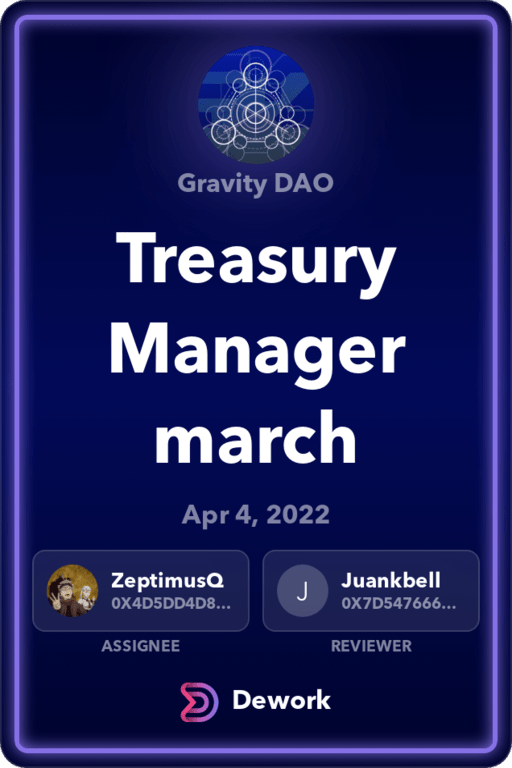 Gravity DAO
Treasury
Manager
march
Apr 4, 2022
ZeptimusQ
0X4D5DD4D8...
ASSIGNEE
Juankbell
0X7D547666...
REVIEWER
Dework